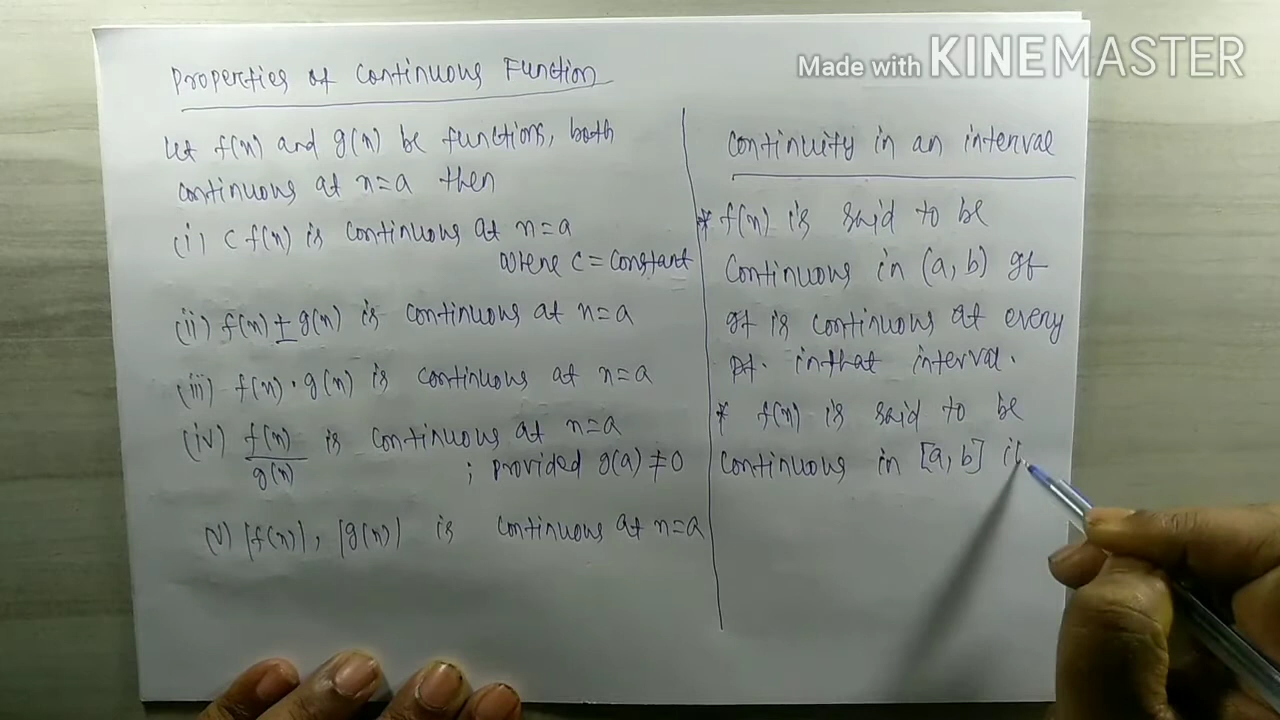 Made with KINEMASTER
Properties of Continuous Function
Let f(x) and g(x) be functions, both
continuous at x=a then
(i) c f(x) is continuous at x=a
where c = constant
(ii) f(x) ± g(x) is continuous at x=a
(iii) f(x) · g(x) is continuous at x=a
(iv) f(x)/g(x) is continuous at x=a
; provided g(a) ≠ 0
(v) |f(x)|, |g(x)| is continuous at x=a
Continuity in an interval
* f(x) is said to be
continuous in (a, b) If
It is continuous at every
pt. in that interval.
* f(x) is said to be
continuous in [a, b] if